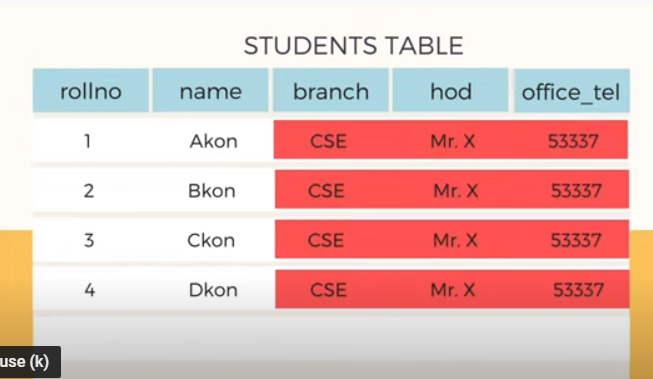 STUDENTS TABLE
rollno name branch hod office_tel
1 Akon CSE Mr. X 53337
2 Bkon CSE Mr. X 53337
3 Ckon CSE Mr. X 53337
4 Dkon CSE Mr. X 53337
use (k)